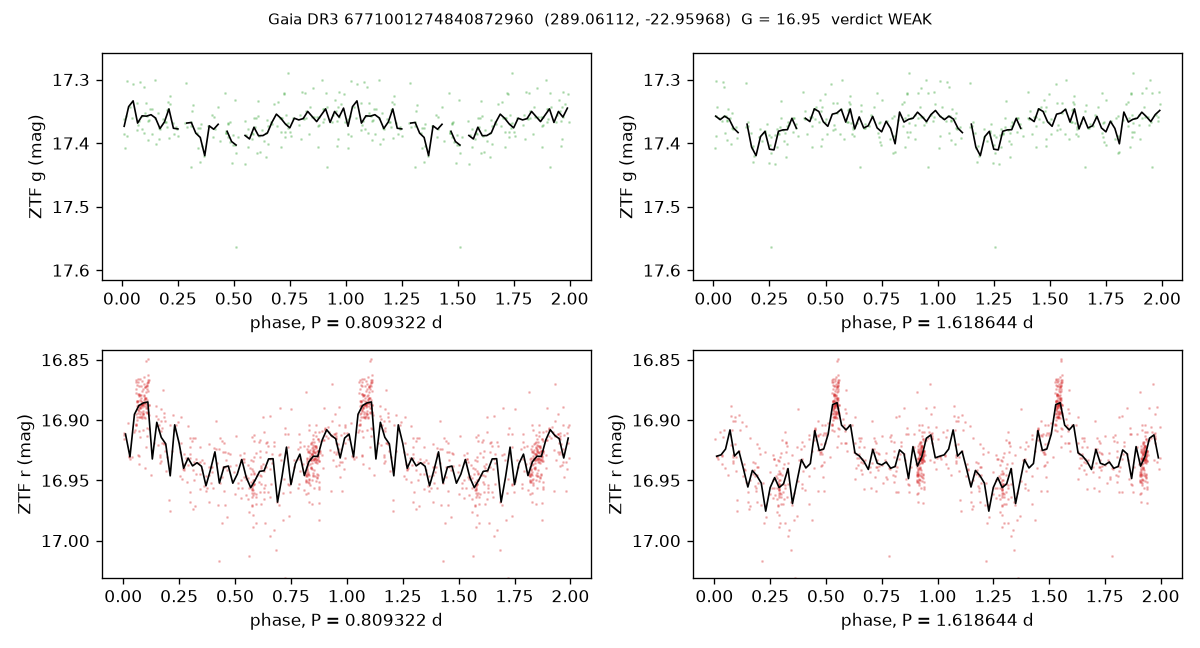 Gaia DR3 6771001274840872960  (289.06112, -22.95968)  G = 16.95  verdict WEAK
ZTF g (mag)
17.3
17.4
17.5
17.6
0.00 0.25 0.50 0.75 1.00 1.25 1.50 1.75 2.00
phase, P = 0.809322 d
ZTF g (mag)
17.3
17.4
17.5
17.6
0.00 0.25 0.50 0.75 1.00 1.25 1.50 1.75 2.00
phase, P = 1.618644 d
ZTF r (mag)
16.85
16.90
16.95
17.00
0.00 0.25 0.50 0.75 1.00 1.25 1.50 1.75 2.00
phase, P = 0.809322 d
ZTF r (mag)
16.85
16.90
16.95
17.00
0.00 0.25 0.50 0.75 1.00 1.25 1.50 1.75 2.00
phase, P = 1.618644 d